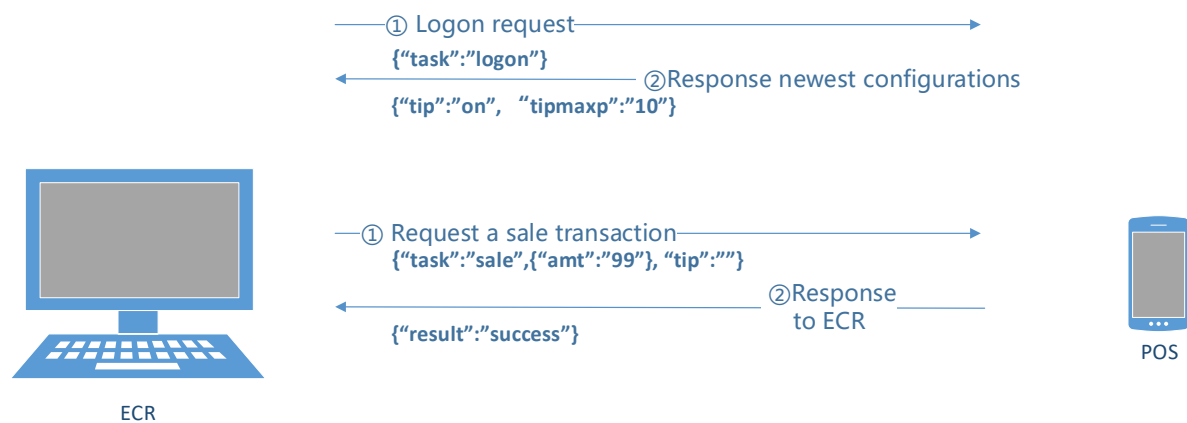 ① Logon request
{“task”:”logon”}
②Response newest configurations
{“tip”:”on”, “tipmaxp”:”10”}
① Request a sale transaction
{“task”:”sale”,{“amt”:”99”}, “tip”:””}
②Response
to ECR
{“result”:”success”}
POS
ECR